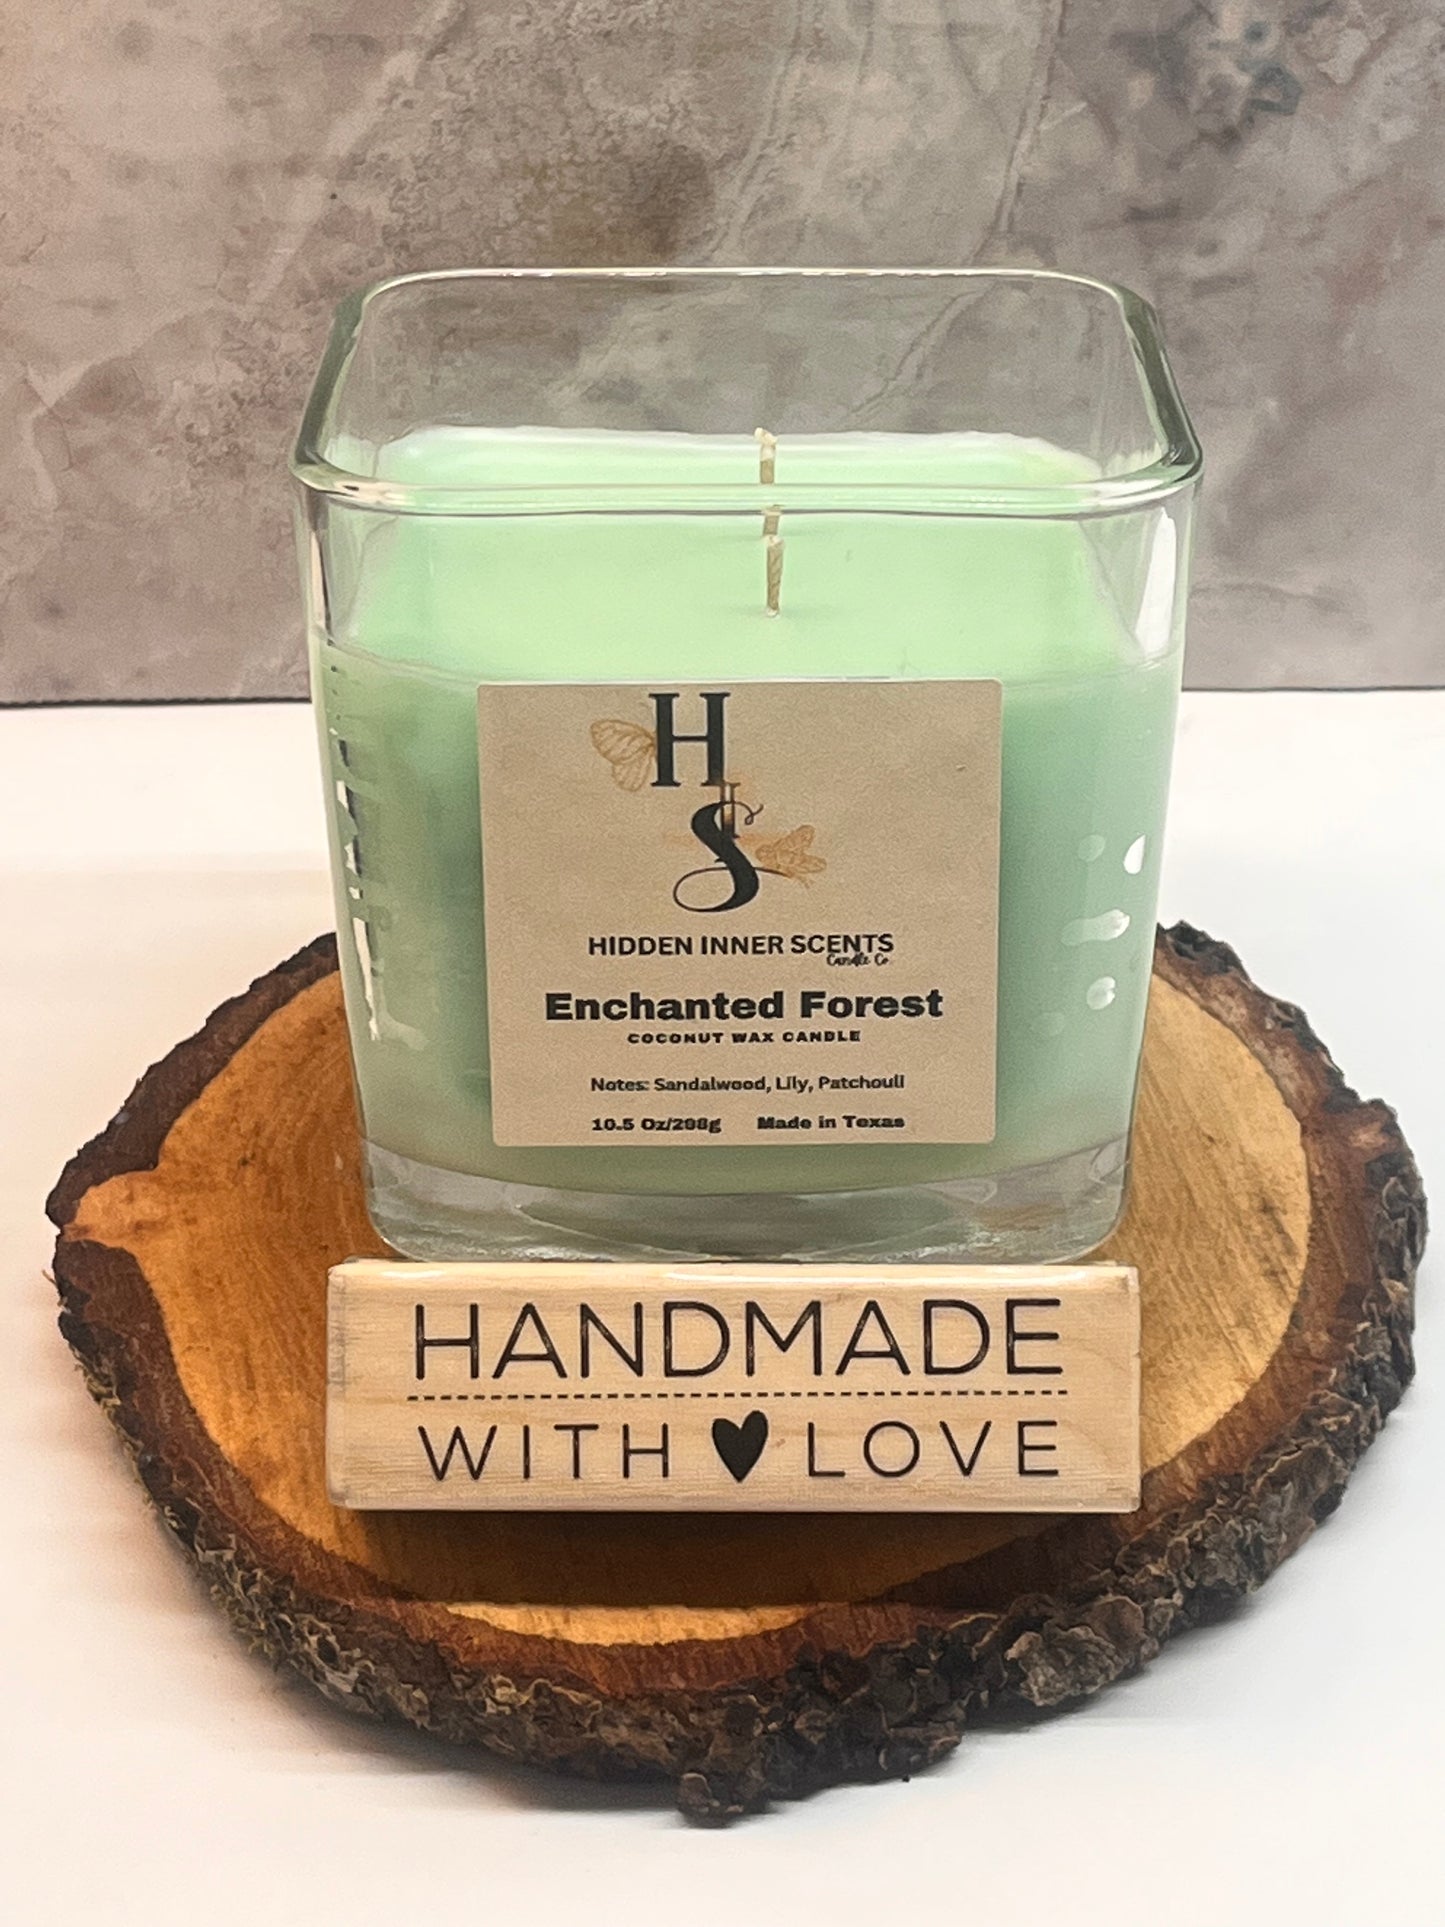 H
I
S
HIDDEN INNER SCENTS
Candle Co.
Enchanted Forest
COCONUT WAX CANDLE
Notes: Sandalwood, Lily, Patchouli
10.5 Oz/298g Made in Texas
HANDMADE
WITH ♥ LOVE